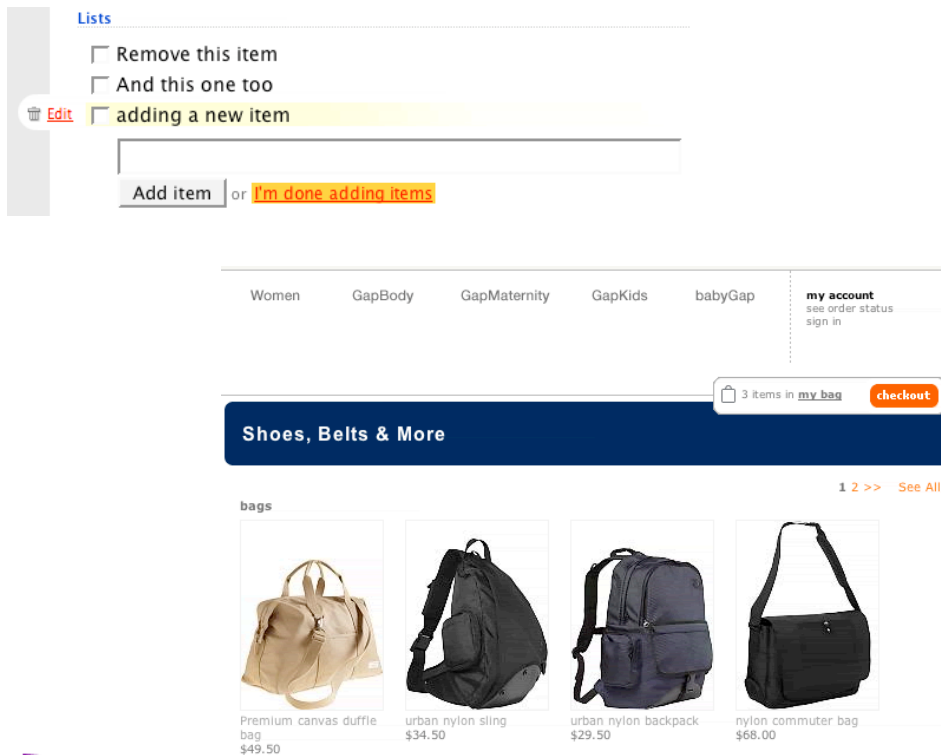 Lists
Remove this item
And this one too
Edit adding a new item
Add item or I'm done adding items
Women GapBody GapMaternity GapKids babyGap my account
see order status
sign in
3 items in my bag checkout
Shoes, Belts & More
1 2 >> See All
bags
Premium canvas duffle urban nylon sling urban nylon backpack nylon commuter bag
bag $34.50 $29.50 $68.00
$49.50